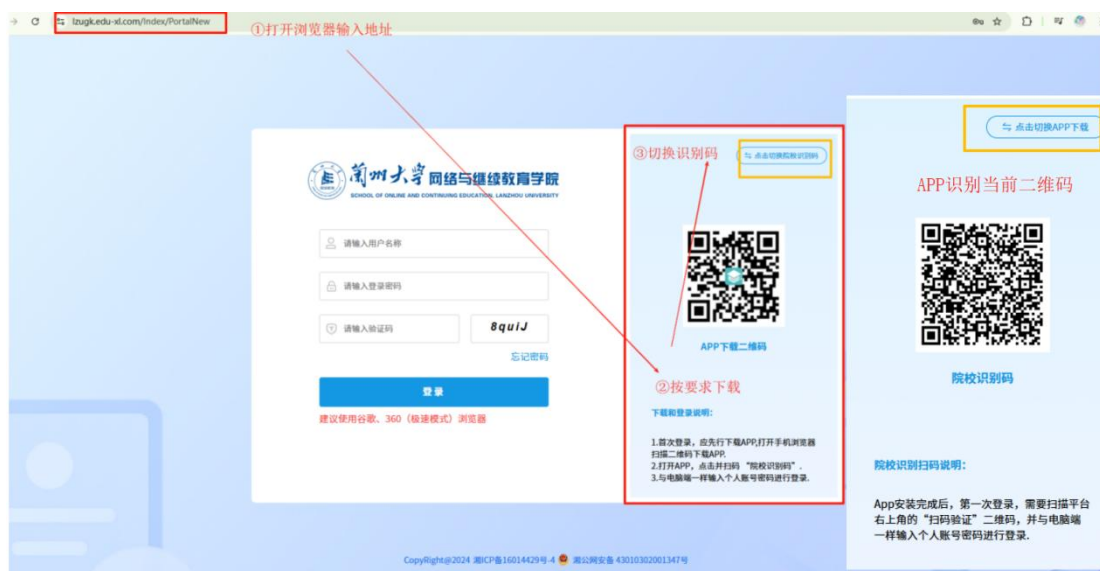 lzugk.edu-xl.com/Index/PortalNew
①打开浏览器输入地址
兰州大学 网络与继续教育学院
SCHOOL OF ONLINE AND CONTINUING EDUCATION, LANZHOU UNIVERSITY
请输入用户名称
请输入登录密码
请输入验证码
8quiJ
忘记密码
登录
建议使用谷歌、360（极速模式）浏览器
③切换识别码
点击切换院校识别码
APP下载二维码
②按要求下载
下载和登录说明：
1.首次登录，应先行下载APP,打开手机浏览器
扫描二维码下载APP.
2.打开APP，点击并扫码 “院校识别码”.
3.与电脑端一样输入个人账号密码进行登录.
点击切换APP下载
APP识别当前二维码
院校识别码
院校识别扫码说明：
App安装完成后，第一次登录，需要扫描平台
右上角的“扫码验证”二维码，并与电脑端
一样输入个人账号密码进行登录.
CopyRight@2024 湘ICP备16014429号-4 湘公网安备 43010302001347号